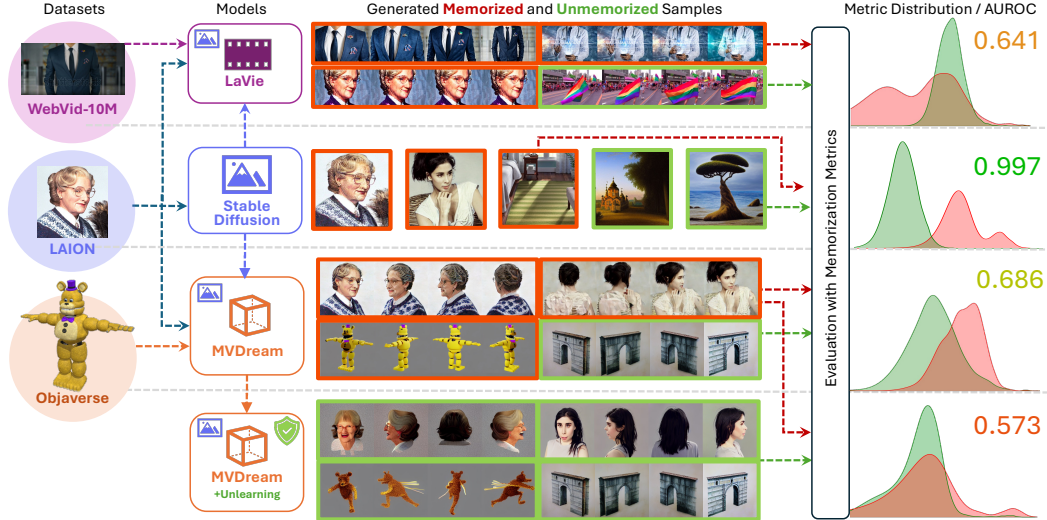 Datasets
Models
Generated Memorized and Unmemorized Samples
Metric Distribution / AUROC
WebVid-10M
LaVie
0.641
LAION
Stable
Diffusion
0.997
Objaverse
MVDream
0.686
MVDream
+Unlearning
0.573
Evaluation with Memorization Metrics